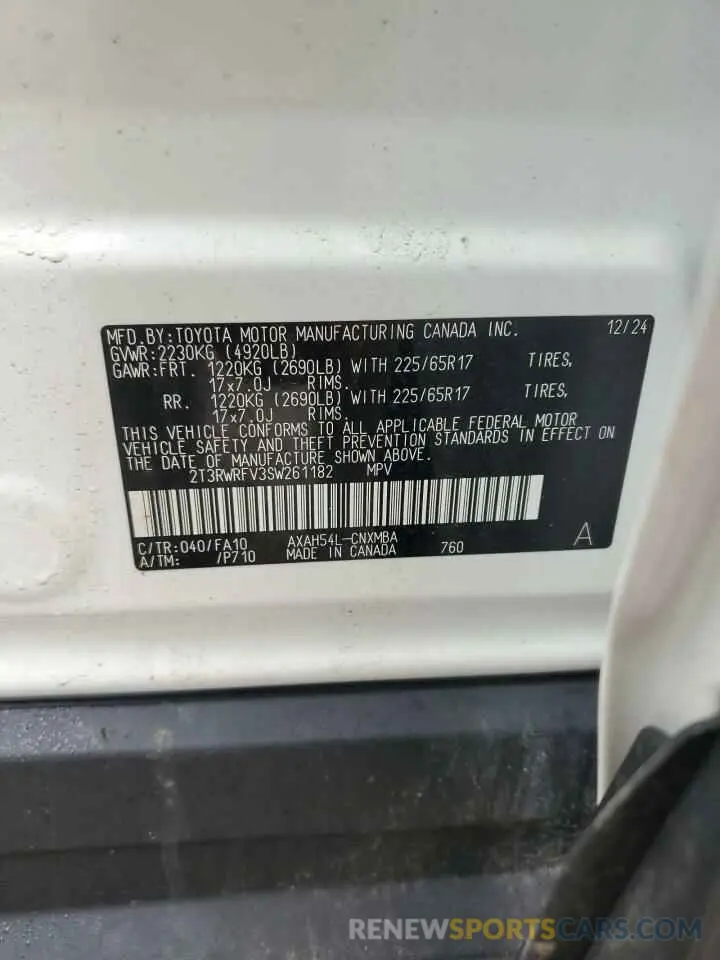 MFD.BY:TOYOTA MOTOR MANUFACTURING CANADA INC. 12/24
GVWR:2230KG (4920LB)
GAWR:FRT. 1220KG (2690LB) WITH 225/65R17 TIRES,
17x7.0J RIMS.
RR. 1220KG (2690LB) WITH 225/65R17 TIRES,
17x7.0J RIMS.
THIS VEHICLE CONFORMS TO ALL APPLICABLE FEDERAL MOTOR
VEHICLE SAFETY AND THEFT PREVENTION STANDARDS IN EFFECT ON
THE DATE OF MANUFACTURE SHOWN ABOVE.
2T3RWRFV3SW261182 MPV
C/TR:040/FA10 AXAH54L-CNXMBA A
A/TM: /P710 MADE IN CANADA 760
RENEWSPORTSCARS.COM